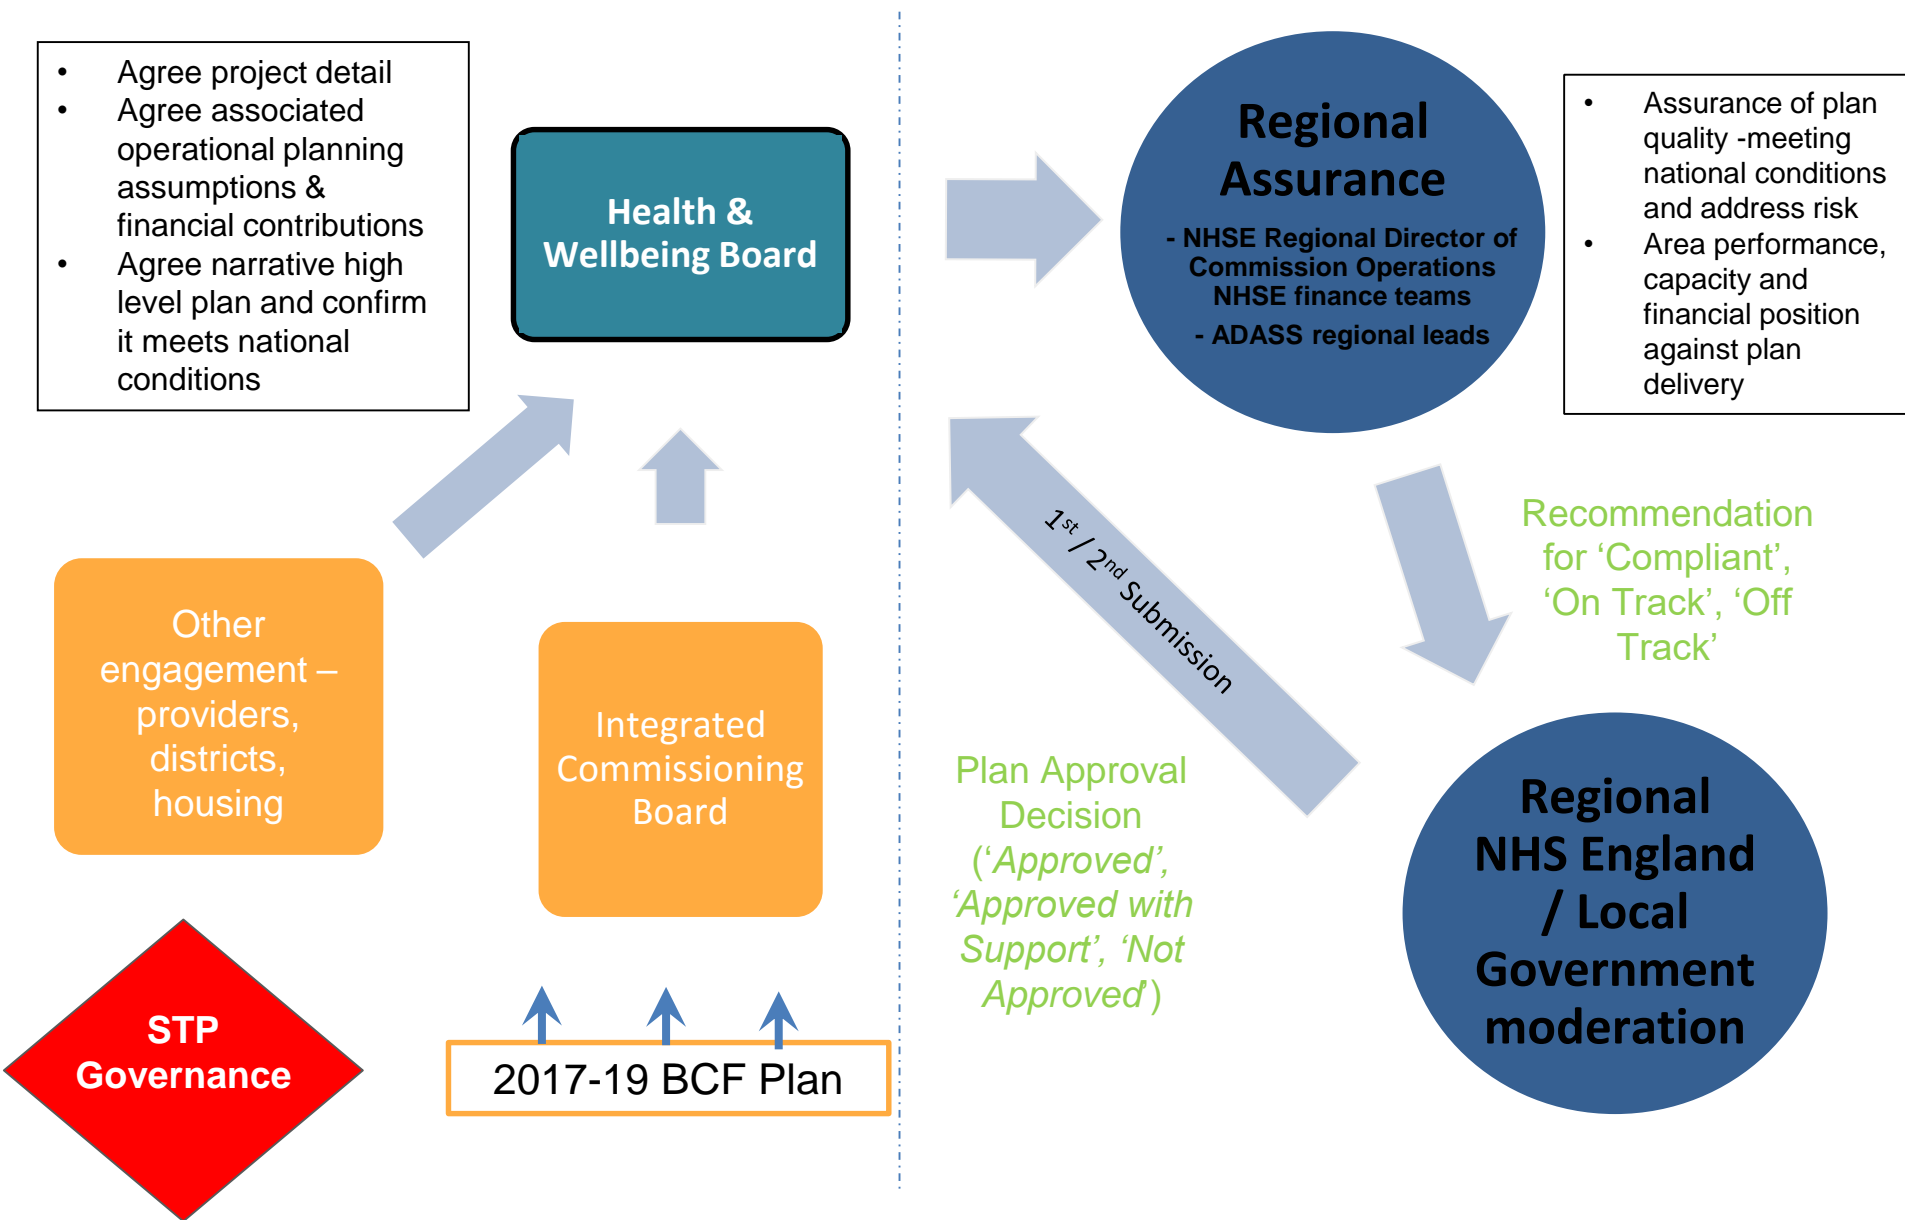 • Agree project detail
• Agree associated
operational planning
assumptions &
financial contributions
• Agree narrative high
level plan and confirm
it meets national
conditions
Health &
Wellbeing Board
Regional
Assurance
- NHSE Regional Director of
Commission Operations
NHSE finance teams
- ADASS regional leads
• Assurance of plan
quality -meeting
national conditions
and address risk
• Area performance,
capacity and
financial position
against plan
delivery
Other
engagement –
providers,
districts,
housing
Integrated
Commissioning
Board
1st / 2nd Submission
Recommendation
for ‘Compliant’,
‘On Track’, ‘Off
Track’
Plan Approval
Decision
(‘Approved’,
‘Approved with
Support’, ‘Not
Approved’)
Regional
NHS England
/ Local
Government
moderation
STP
Governance
2017-19 BCF Plan